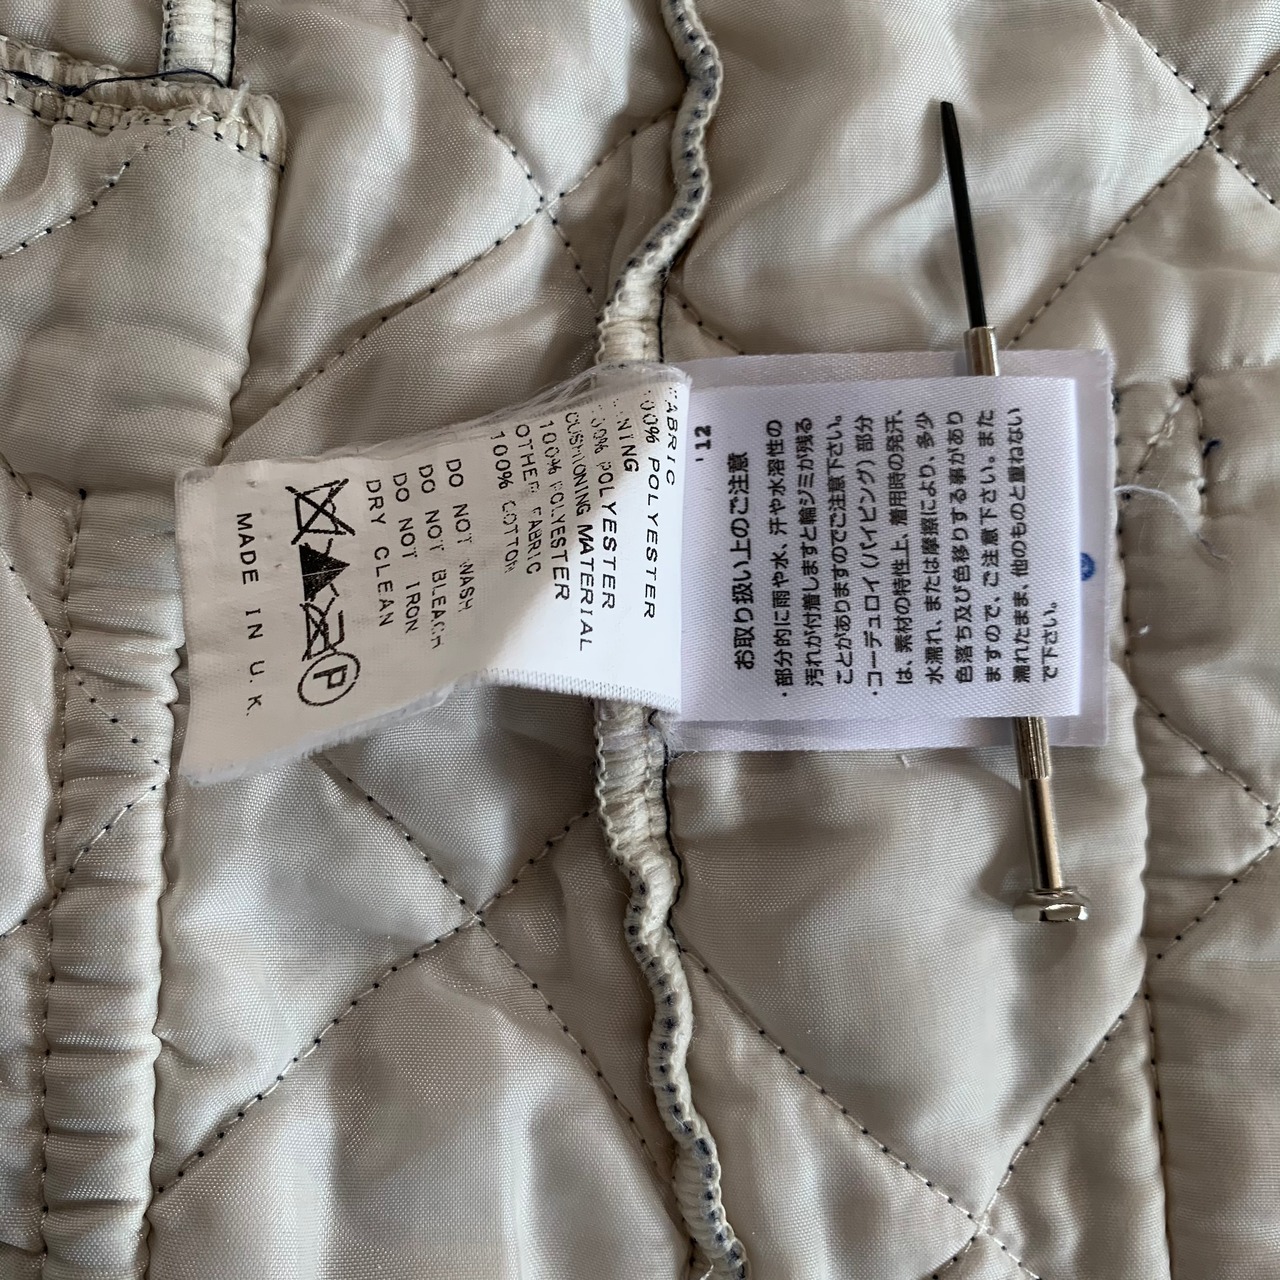 FABRIC
100% POLYESTER
LINING
100% POLYESTER
CUSHIONING MATERIAL
100% POLYESTER
OTHER FABRIC
100% COTTON
DO NOT WASH
DO NOT BLEACH
DO NOT IRON
DRY CLEAN
P
MADE IN U.K.
'12
お取り扱い上のご注意
・部分的に雨や水、汗や水溶性の
汚れが付着しますと輪ジミが残る
ことがありますのでご注意下さい。
・コーデュロイ(パイピング)部分
は、素材の特性上、着用時の発汗、
水濡れ、または摩擦により、多少
色落ち及び色移りする事があり
ますので、ご注意下さい。また
濡れたまま、他のものと重ねない
で下さい。